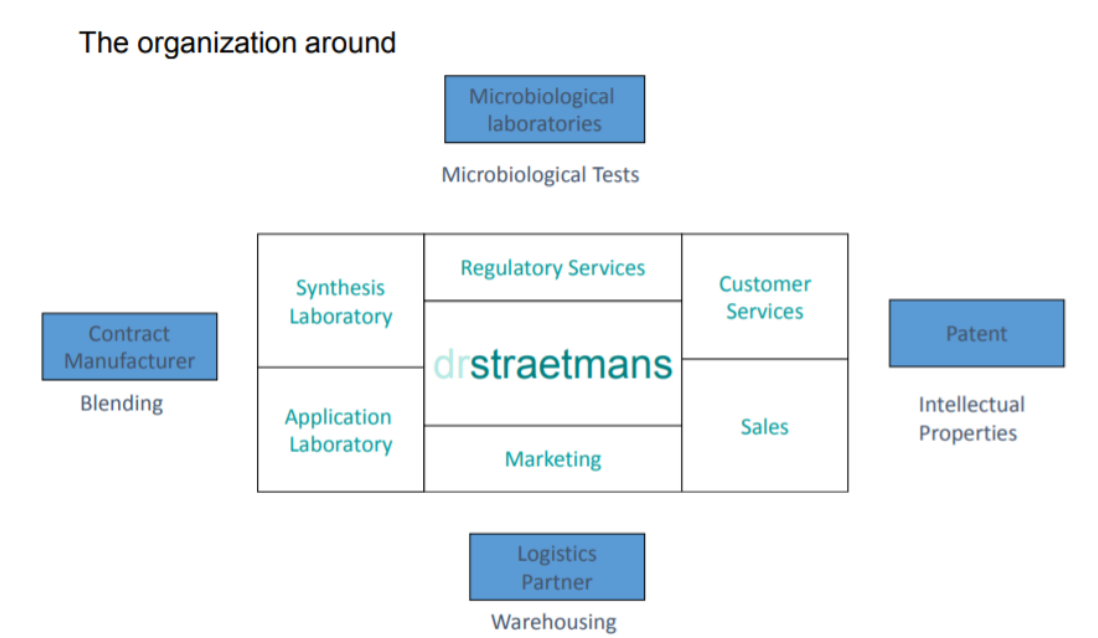 The organization around
Microbiological
laboratories
Microbiological Tests
Synthesis
Laboratory
Regulatory Services
Customer
Services
Contract
Manufacturer
Blending
drstraetmans
Patent
Intellectual
Properties
Application
Laboratory
Marketing
Sales
Logistics
Partner
Warehousing